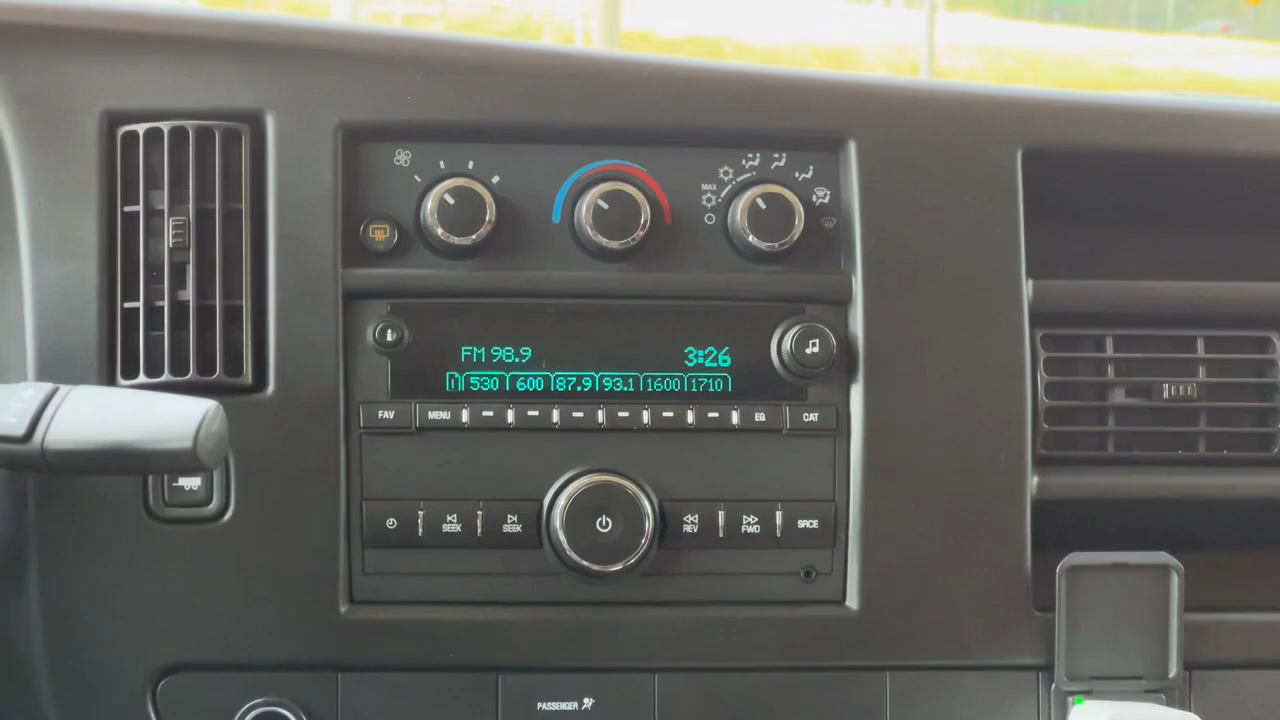 MAX
FM 98.9 3:26
1 530 600 87.9 93.1 1600 1710
FAV MENU EQ CAT
SEEK SEEK REV FWD SRCE
PASSENGER